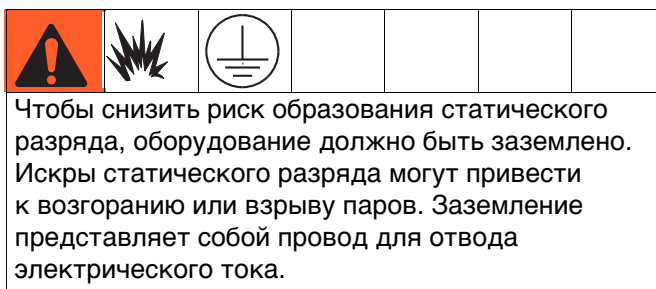 Чтобы снизить риск образования статического
разряда, оборудование должно быть заземлено.
Искры статического разряда могут привести
к возгоранию или взрыву паров. Заземление
представляет собой провод для отвода
электрического тока.